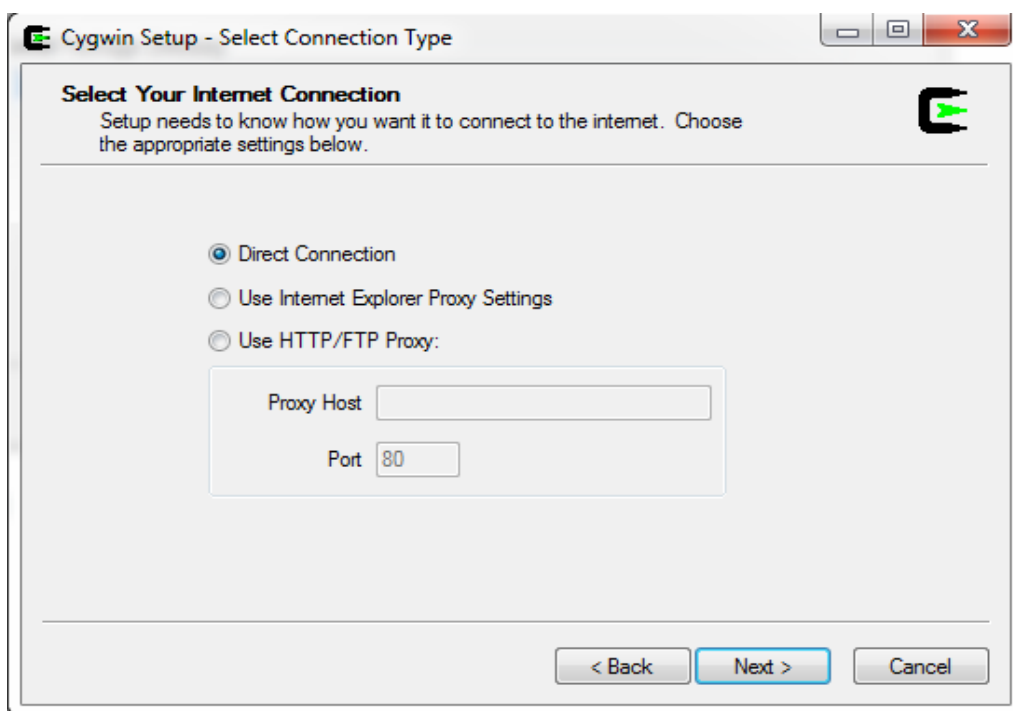 Cygwin Setup - Select Connection Type
Select Your Internet Connection
Setup needs to know how you want it to connect to the internet.  Choose
the appropriate settings below.
Direct Connection
Use Internet Explorer Proxy Settings
Use HTTP/FTP Proxy:
Proxy Host
Port 80
< Back Next > Cancel